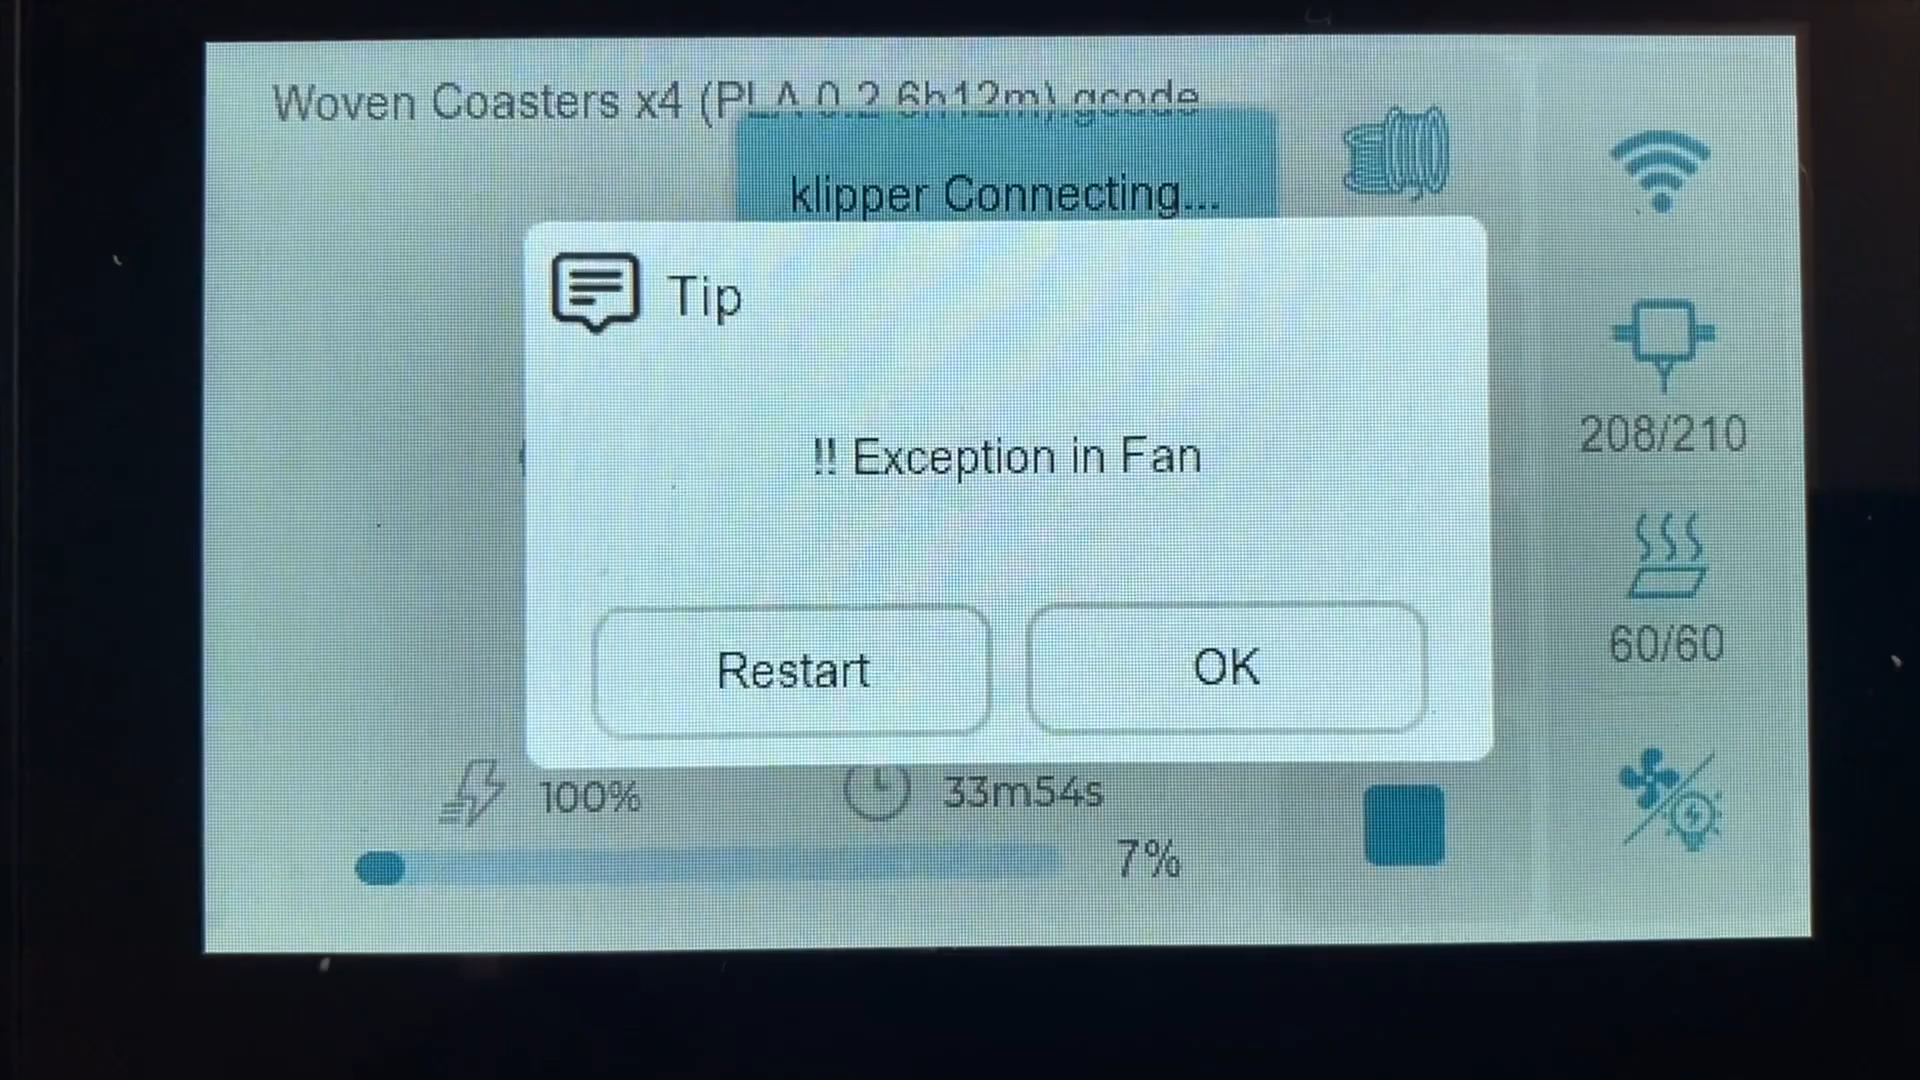 Woven Coasters x4 (PLA 0.2 6h12m).gcode
klipper Connecting...
Tip
!! Exception in Fan
Restart
OK
208/210
60/60
100%
33m54s
7%